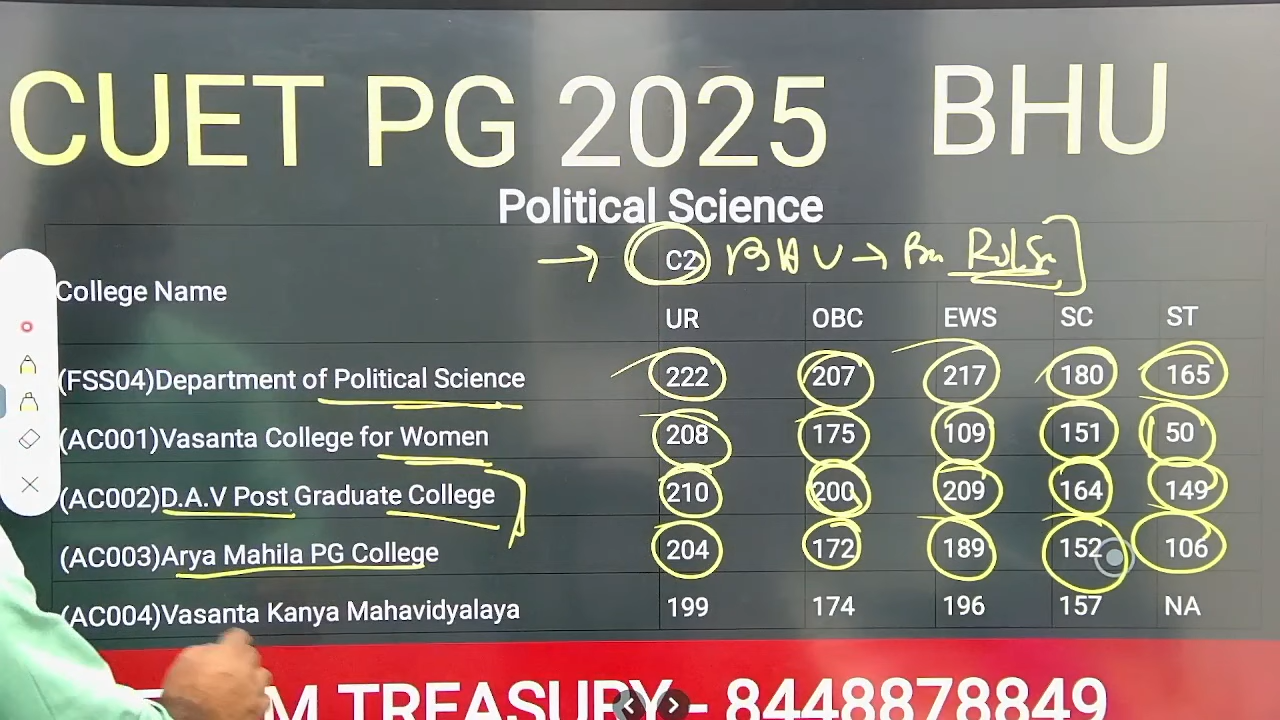 CUET PG 2025 BHU
Political Science
C2 BHU →
College Name
UR OBC EWS SC ST
(FSS04)Department of Political Science 222 207 217 180 165
(AC001)Vasanta College for Women 208 175 109 151 50
(AC002)D.A.V Post Graduate College 210 200 209 164 149
(AC003)Arya Mahila PG College 204 172 189 152 106
(AC004)Vasanta Kanya Mahavidyalaya 199 174 196 157 NA
TREASURY - 8448878849